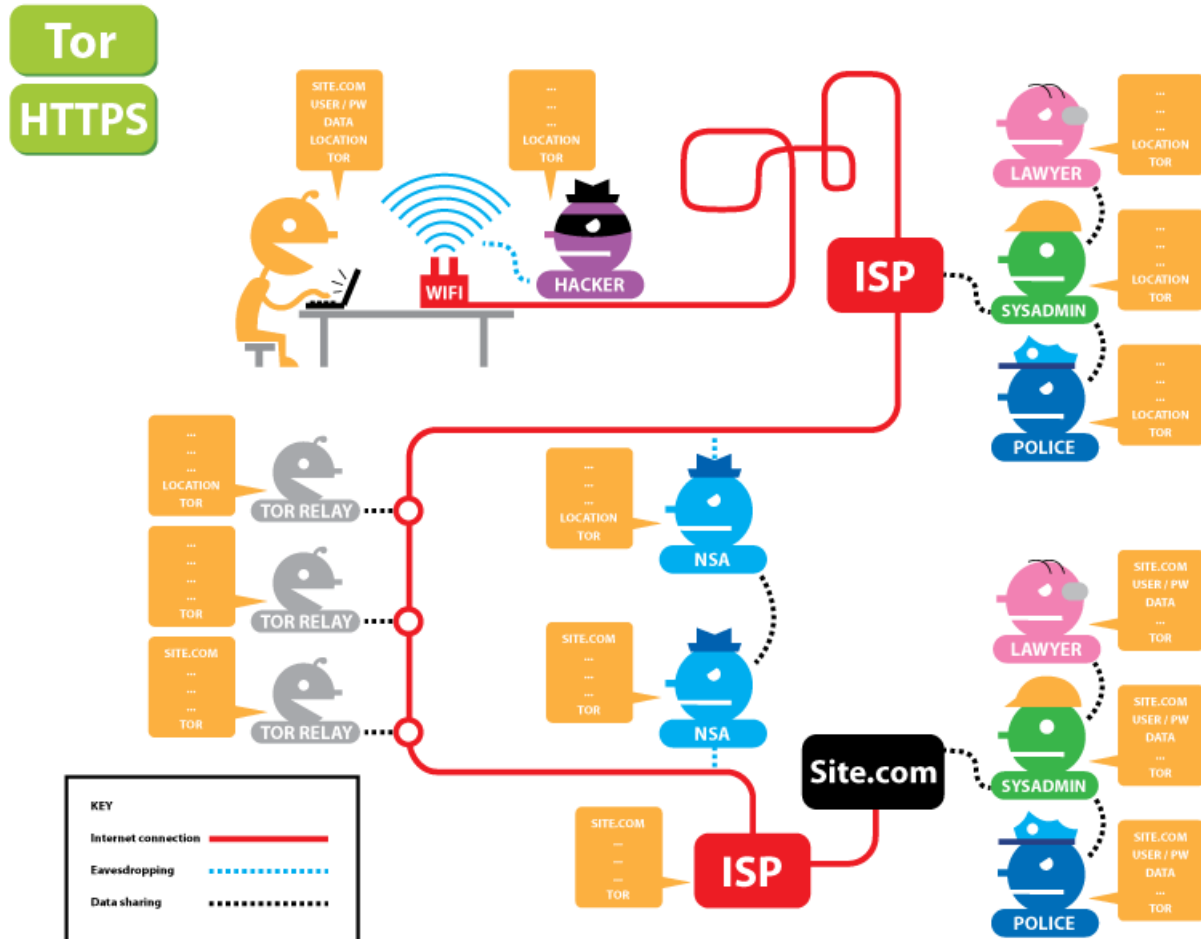 Tor
HTTPS
SITE.COM
USER / PW
DATA
LOCATION
TOR
...
...
...
LOCATION
TOR
WIFI
HACKER
ISP
...
...
...
LOCATION
TOR
LAWYER
...
...
...
LOCATION
TOR
SYSADMIN
...
...
...
LOCATION
TOR
POLICE
...
...
...
LOCATION
TOR
TOR RELAY
...
...
...
...
TOR
TOR RELAY
SITE.COM
...
...
...
TOR
TOR RELAY
...
...
...
LOCATION
TOR
NSA
SITE.COM
...
...
...
TOR
NSA
SITE.COM
USER / PW
DATA
...
TOR
LAWYER
SITE.COM
USER / PW
DATA
...
TOR
SYSADMIN
SITE.COM
USER / PW
DATA
...
TOR
POLICE
Site.com
SITE.COM
...
...
...
TOR
ISP
KEY
Internet connection
Eavesdropping
Data sharing